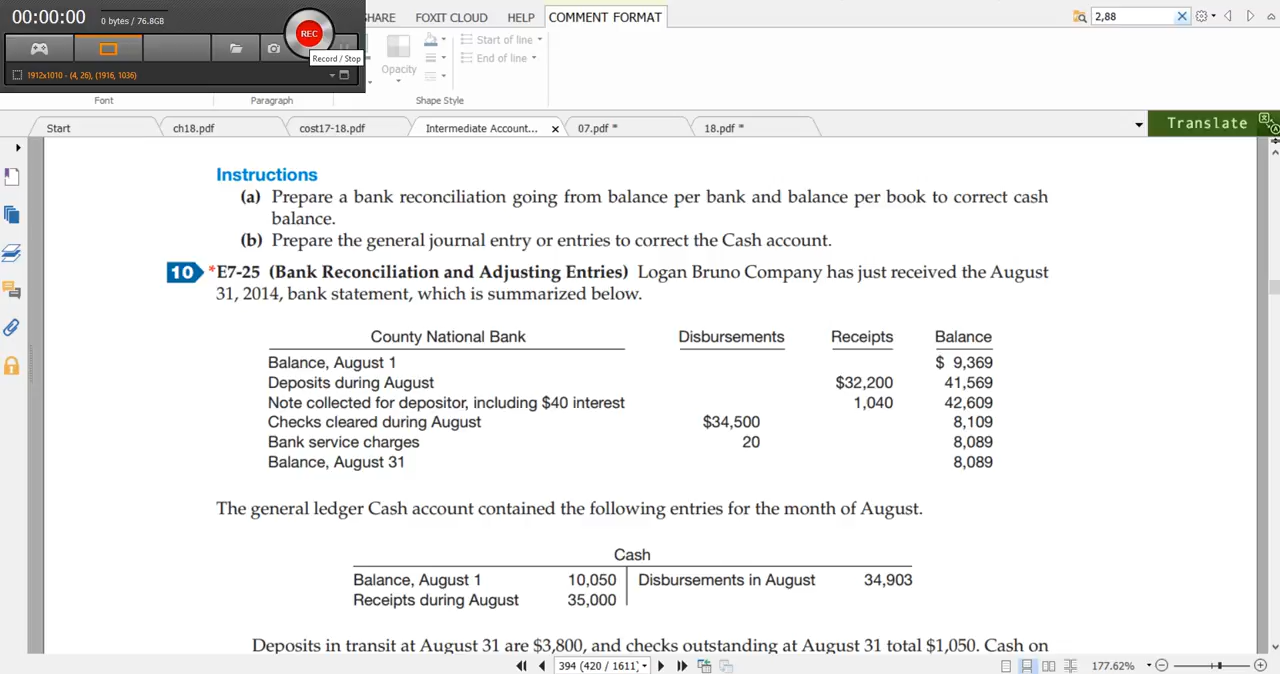 00:00:00
0 bytes / 76.8GB
REC
Record / Stop
1912x1010 - (4, 26), (1916, 1036)
SHARE FOXIT CLOUD HELP COMMENT FORMAT
2,88
Opacity
Start of line
End of line
Font Paragraph Shape Style
Start ch18.pdf cost17-18.pdf Intermediate Account... 07.pdf * 18.pdf *
Translate
Instructions
(a) Prepare a bank reconciliation going from balance per bank and balance per book to correct cash
balance.
(b) Prepare the general journal entry or entries to correct the Cash account.
10 *E7-25 (Bank Reconciliation and Adjusting Entries) Logan Bruno Company has just received the August
31, 2014, bank statement, which is summarized below.
County National Bank Disbursements Receipts Balance
Balance, August 1 $ 9,369
Deposits during August $32,200 41,569
Note collected for depositor, including $40 interest 1,040 42,609
Checks cleared during August $34,500 8,109
Bank service charges 20 8,089
Balance, August 31 8,089
The general ledger Cash account contained the following entries for the month of August.
Cash
Balance, August 1 10,050 Disbursements in August 34,903
Receipts during August 35,000
Deposits in transit at August 31 are $3,800, and checks outstanding at August 31 total $1,050. Cash on
394 (420 / 1611)
177.62%